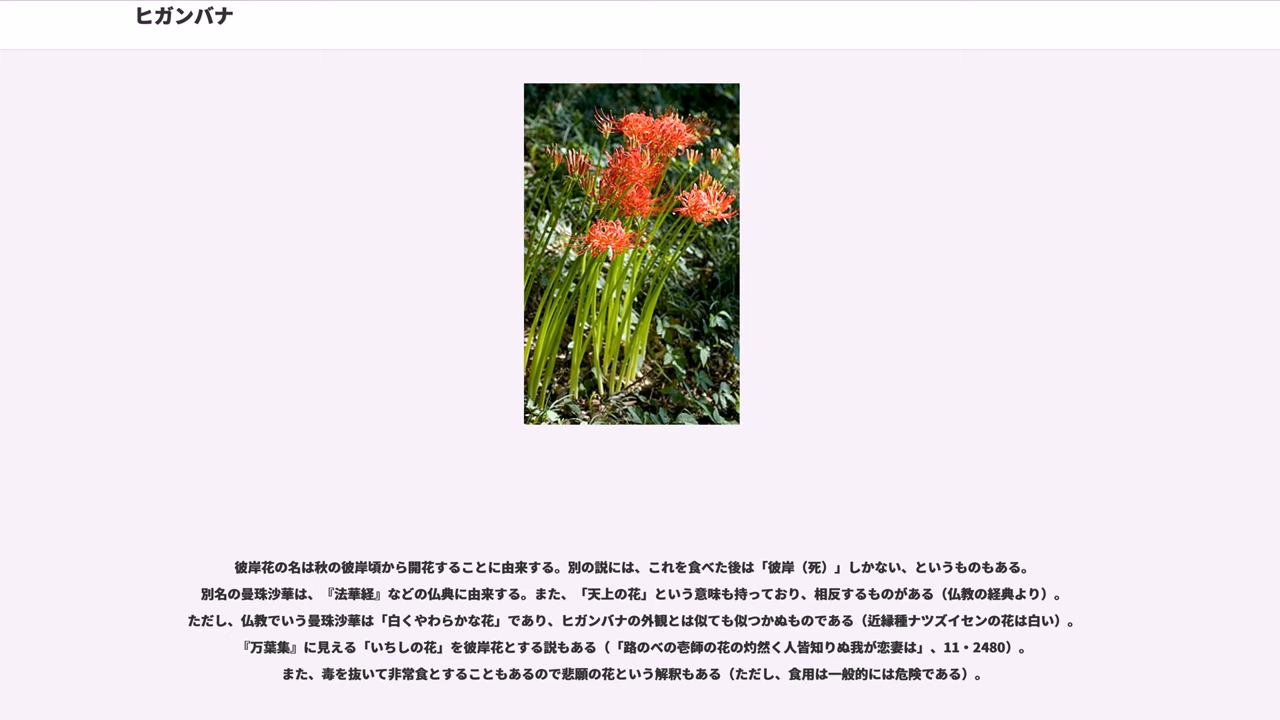 ヒガンバナ
彼岸花の名は秋の彼岸頃から開花することに由来する。別の説には、これを食べた後は「彼岸（死）」しかない、というものもある。
別名の曼珠沙華は、『法華経』などの仏典に由来する。また、「天上の花」という意味も持っており、相反するものがある（仏教の経典より）。
ただし、仏教でいう曼珠沙華は「白くやわらかな花」であり、ヒガンバナの外観とは似ても似つかぬものである（近縁種ナツズイセンの花は白い）。
『万葉集』に見える「いちしの花」を彼岸花とする説もある（「路のべの壱師の花の灼然く人皆知りぬ我が恋妻は」、11・2480）。
また、毒を抜いて非常食とすることもあるので悲願の花という解釈もある（ただし、食用は一般的には危険である）。